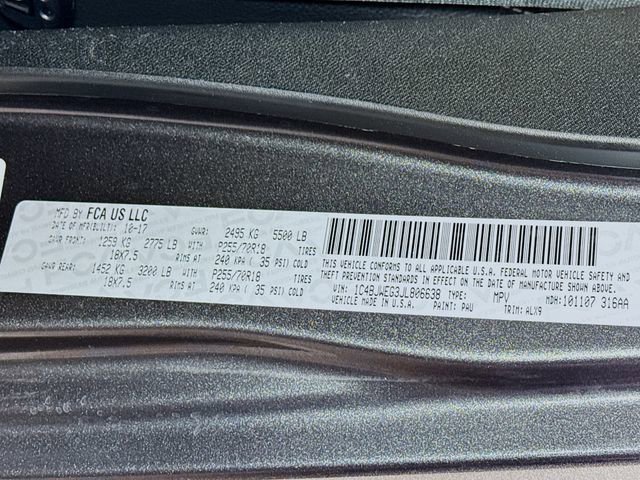 MFD BY FCA US LLC
DATE OF MFR(BUILT): 10-17 GVWR: 2495 KG 5500 LB
GAWR FRONT: 1259 KG 2775 LB WITH P255/70R18 TIRES
18X7.5 RIMS AT 240 KPA ( 35 PSI) COLD
GAWR REAR: 1452 KG 3200 LB WITH P255/70R18 TIRES
18X7.5 RIMS AT 240 KPA ( 35 PSI) COLD
THIS VEHICLE CONFORMS TO ALL APPLICABLE U.S.A. FEDERAL MOTOR VEHICLE SAFETY AND
THEFT PREVENTION STANDARDS IN EFFECT ON THE DATE OF MANUFACTURE SHOWN ABOVE.
VIN: 1C4BJWEG3JL806638 TYPE: MPV MDH: 101107 316AA
MADE IN U.S.A. PAINT: PAU TRIM: ALX9